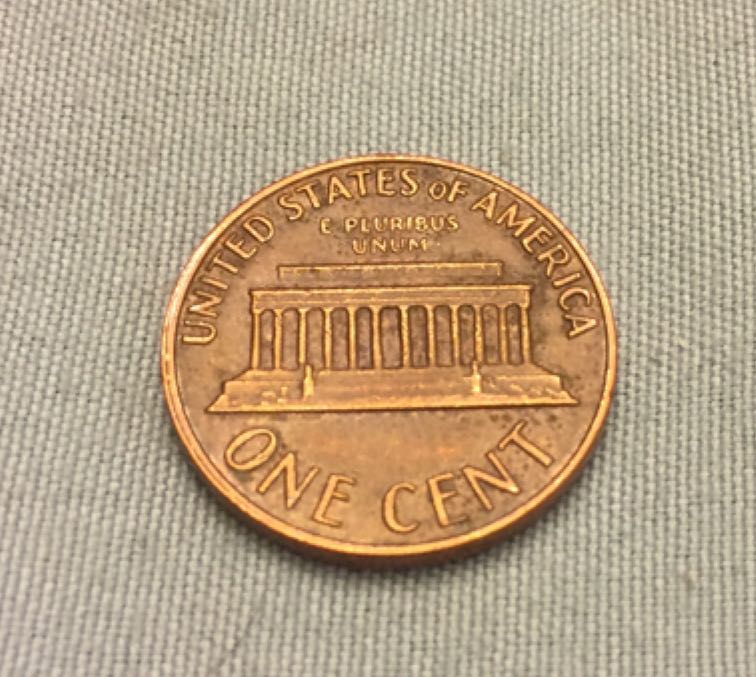 UNITED STATES OF AMERICA
E PLURIBUS
UNUM
ONE CENT